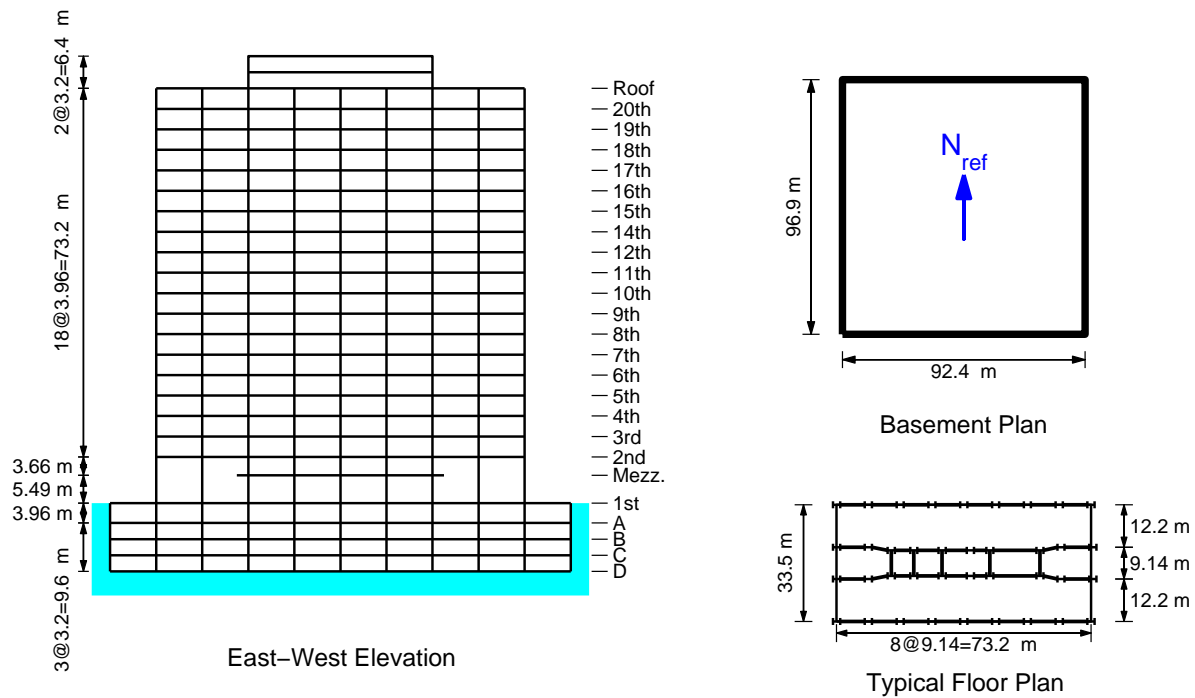 2@3.2=6.4 m
18@3.96=73.2 m
3.66 m
5.49 m
3.96 m
3@3.2=9.6 m
Roof
20th
19th
18th
17th
16th
15th
14th
12th
11th
10th
9th
8th
7th
6th
5th
4th
3rd
2nd
Mezz.
1st
A
B
C
D
East−West Elevation
N
ref
96.9 m
92.4 m
Basement Plan
33.5 m
12.2 m
9.14 m
12.2 m
8@9.14=73.2 m
Typical Floor Plan